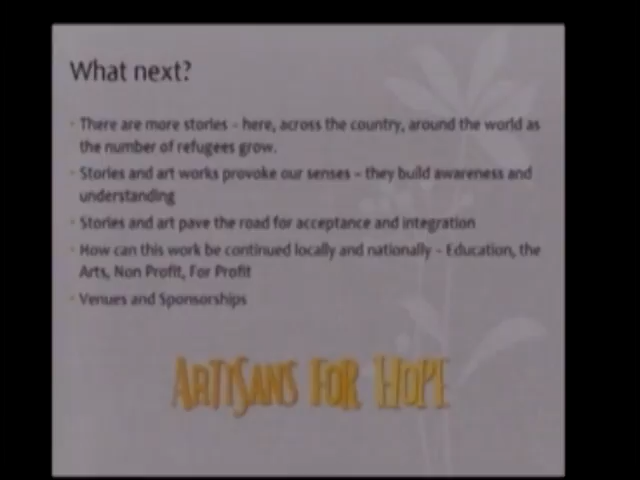 What next?
There are more stories – here, across the country, around the world as
the number of refugees grow.
Stories and art works provoke our senses – they build awareness and
understanding
Stories and art pave the road for acceptance and integration
How can this work be continued locally and nationally – Education, the
Arts, Non Profit, For Profit
Venues and Sponsorships
ARTISANS FOR HOPE